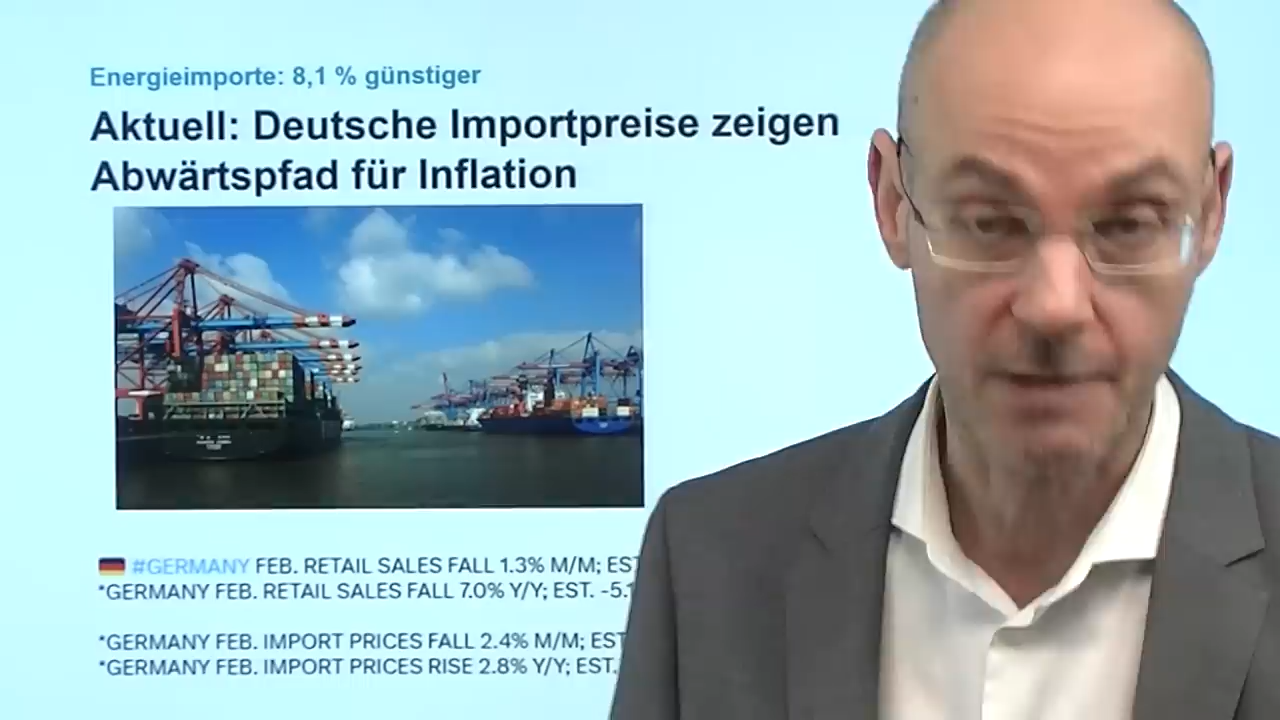 Energieimporte: 8,1 % günstiger
Aktuell: Deutsche Importpreise zeigen
Abwärtspfad für Inflation
#GERMANY FEB. RETAIL SALES FALL 1.3% M/M; EST
*GERMANY FEB. RETAIL SALES FALL 7.0% Y/Y; EST. -5.
*GERMANY FEB. IMPORT PRICES FALL 2.4% M/M; EST
*GERMANY FEB. IMPORT PRICES RISE 2.8% Y/Y; EST.